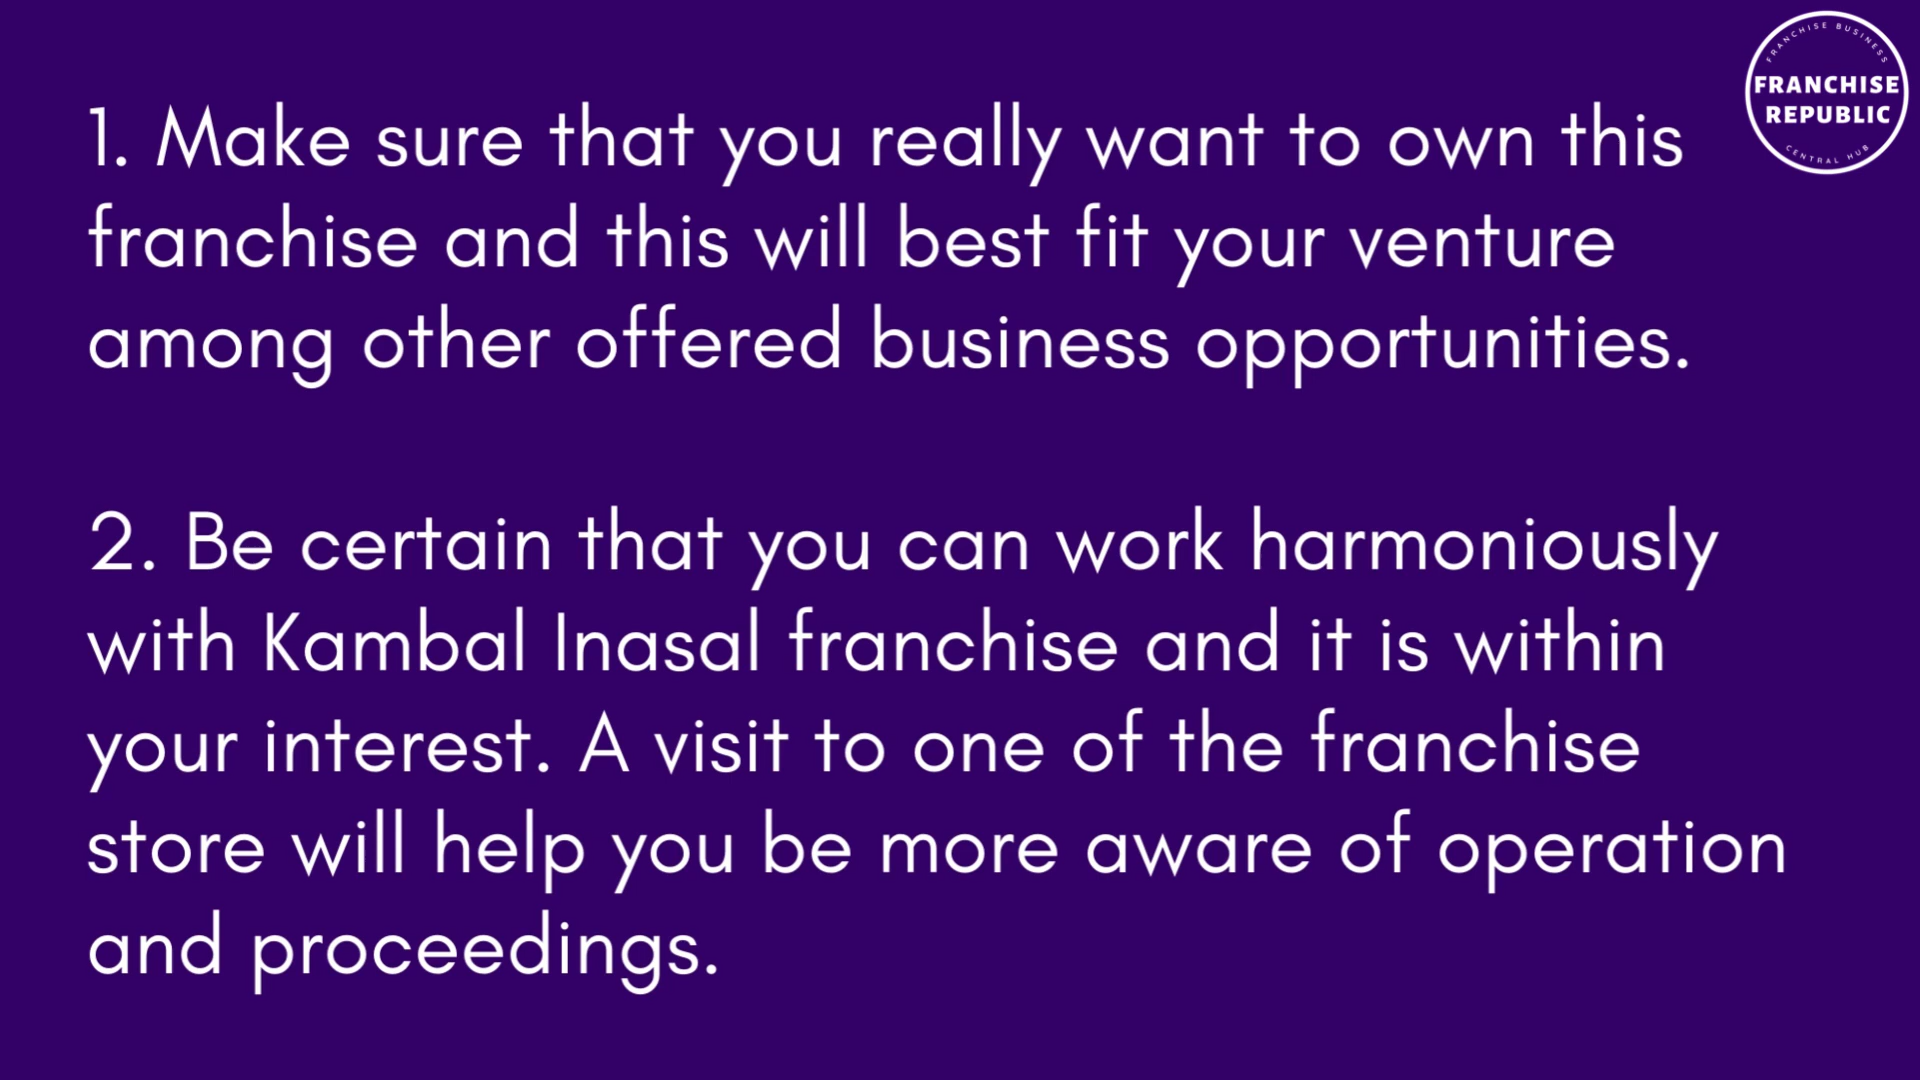 FRANCHISE BUSINESS
FRANCHISE
REPUBLIC
CENTRAL HUB
1. Make sure that you really want to own this
franchise and this will best fit your venture
among other offered business opportunities.
2. Be certain that you can work harmoniously
with Kambal Inasal franchise and it is within
your interest. A visit to one of the franchise
store will help you be more aware of operation
and proceedings.